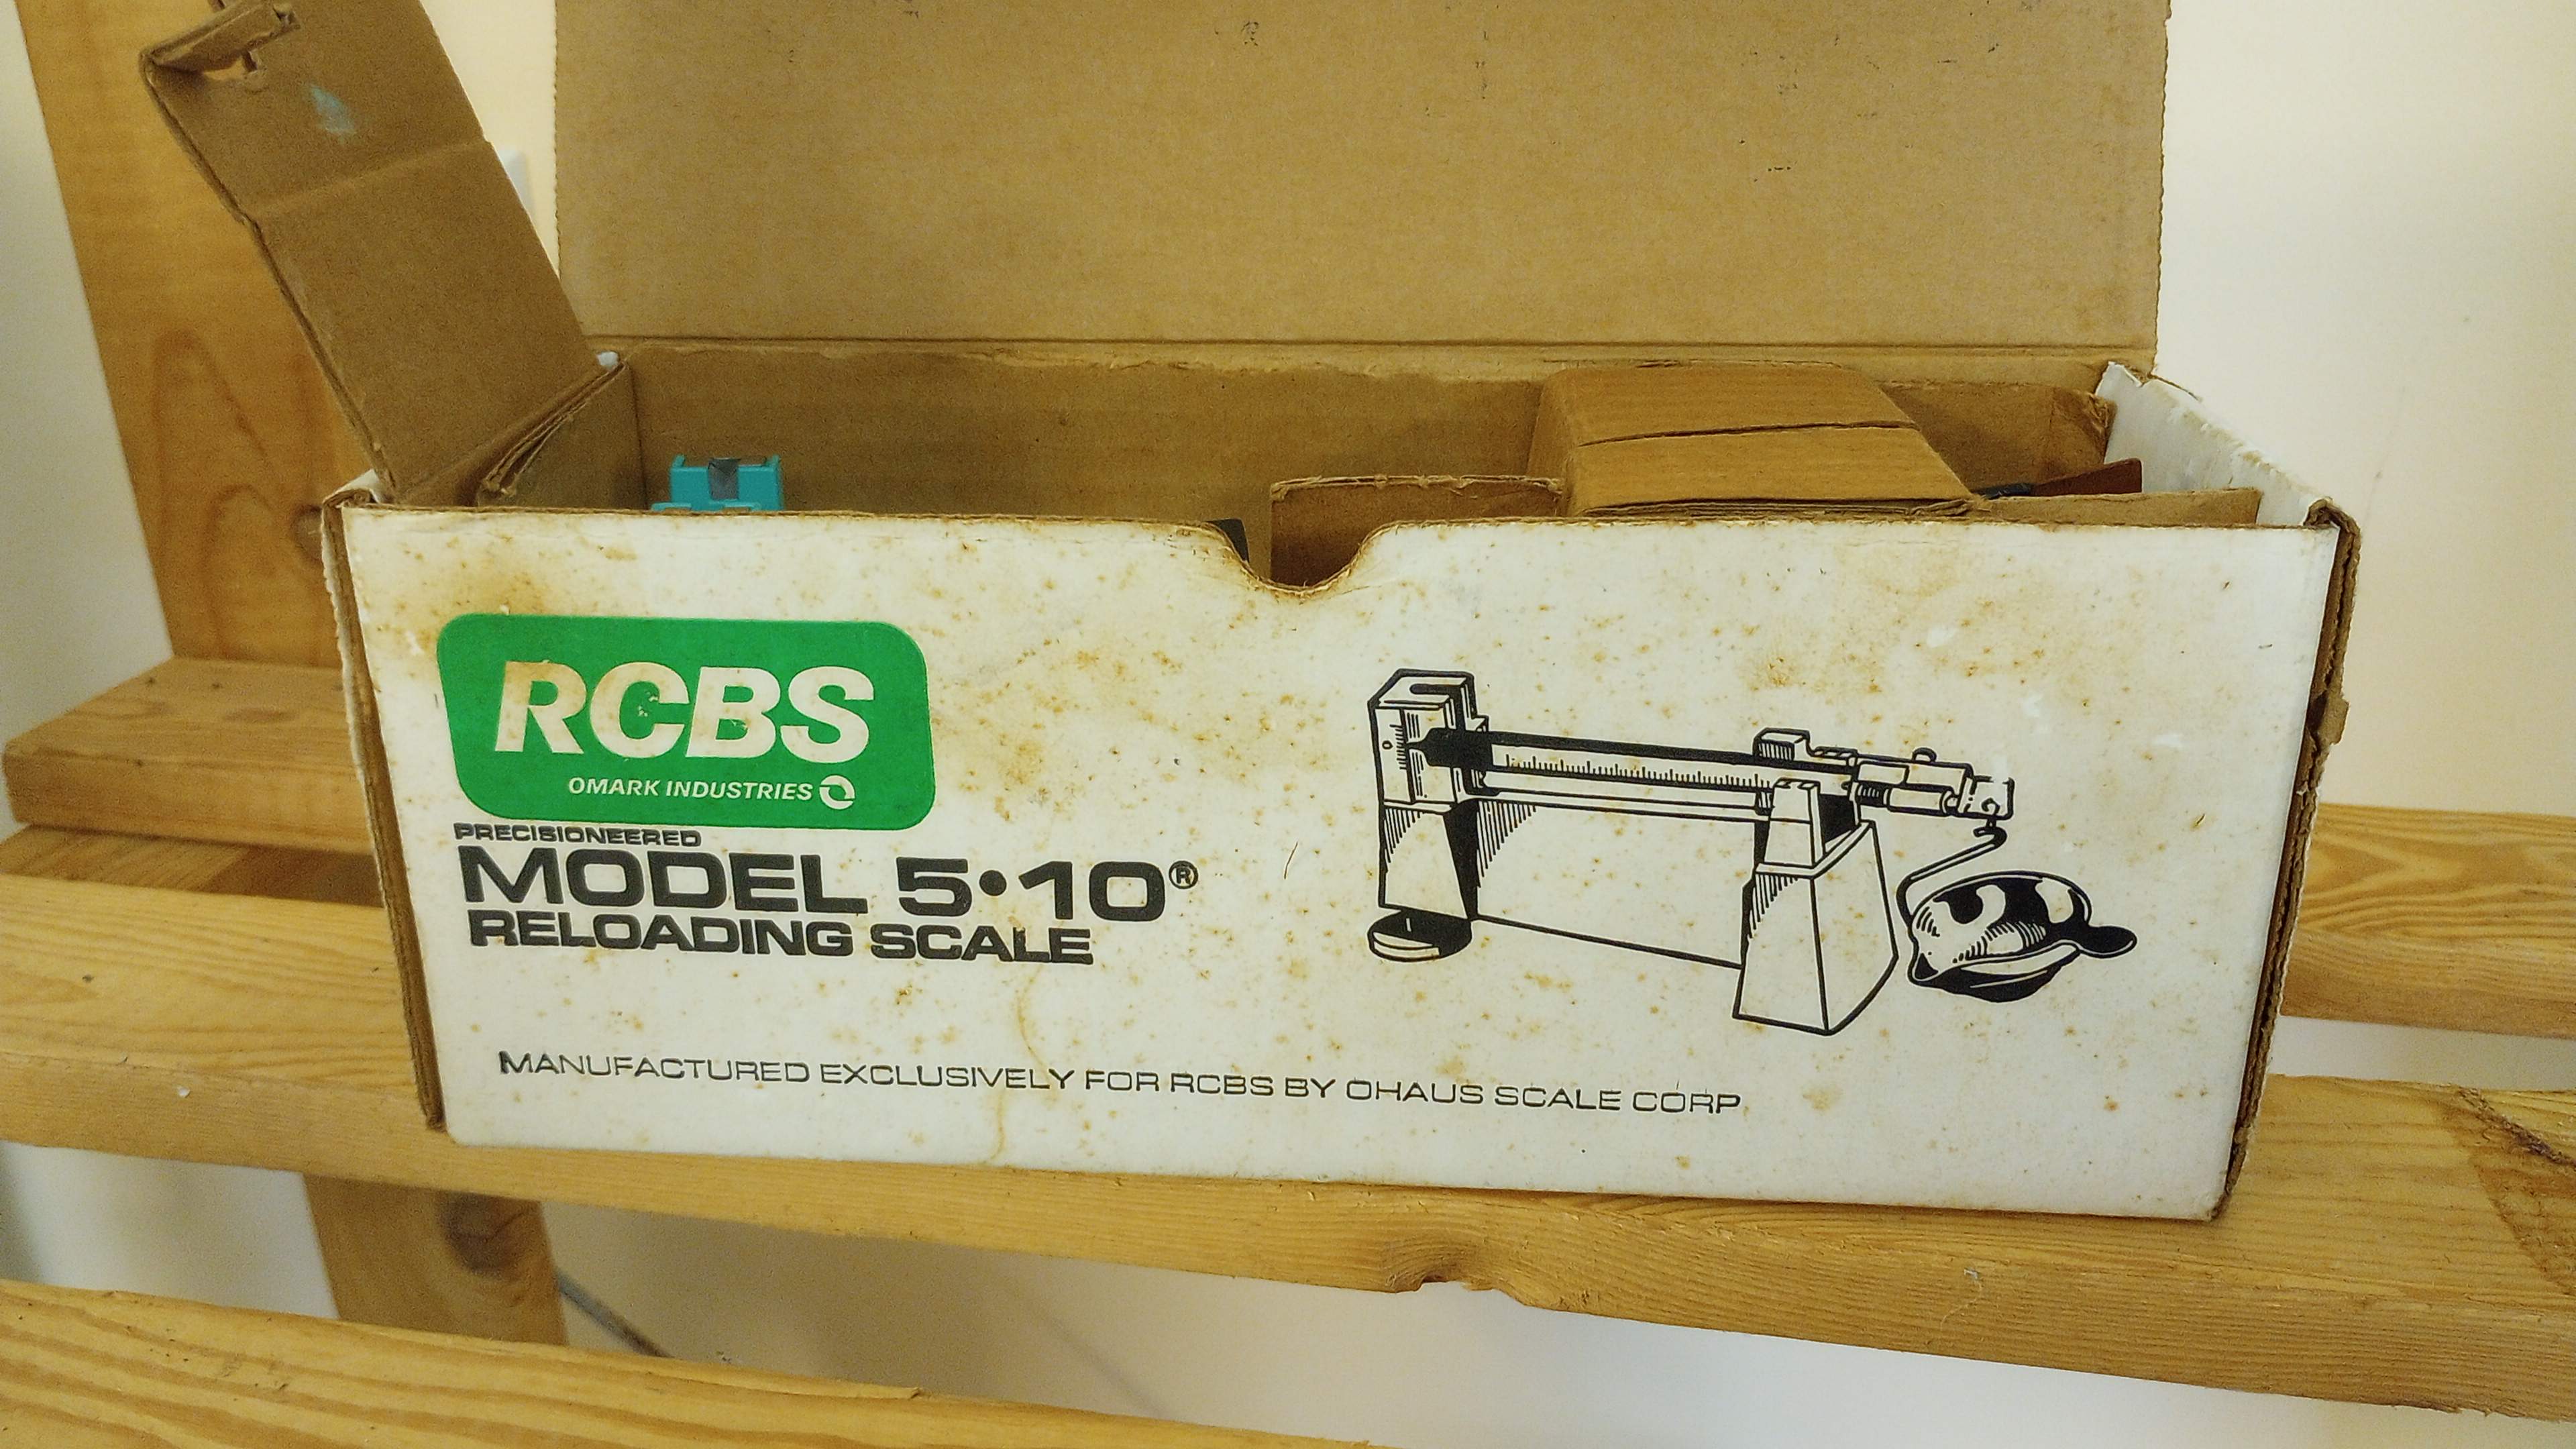 RCBS
OMARK INDUSTRIES
PRECISIONEERED
MODEL 5•10®
RELOADING SCALE
MANUFACTURED EXCLUSIVELY FOR RCBS BY OHAUS SCALE CORP